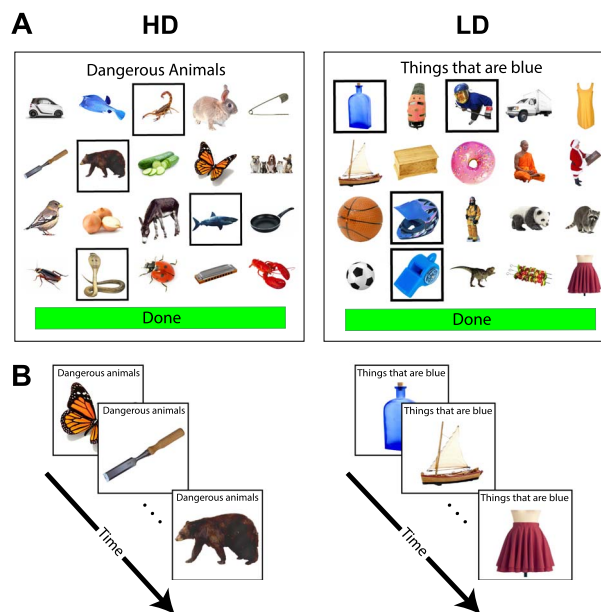 A
HD
LD
Dangerous Animals
Done
Things that are blue
Done
B
Dangerous animals
Dangerous animals
Dangerous animals
Time
Things that are blue
Things that are blue
Things that are blue
Time